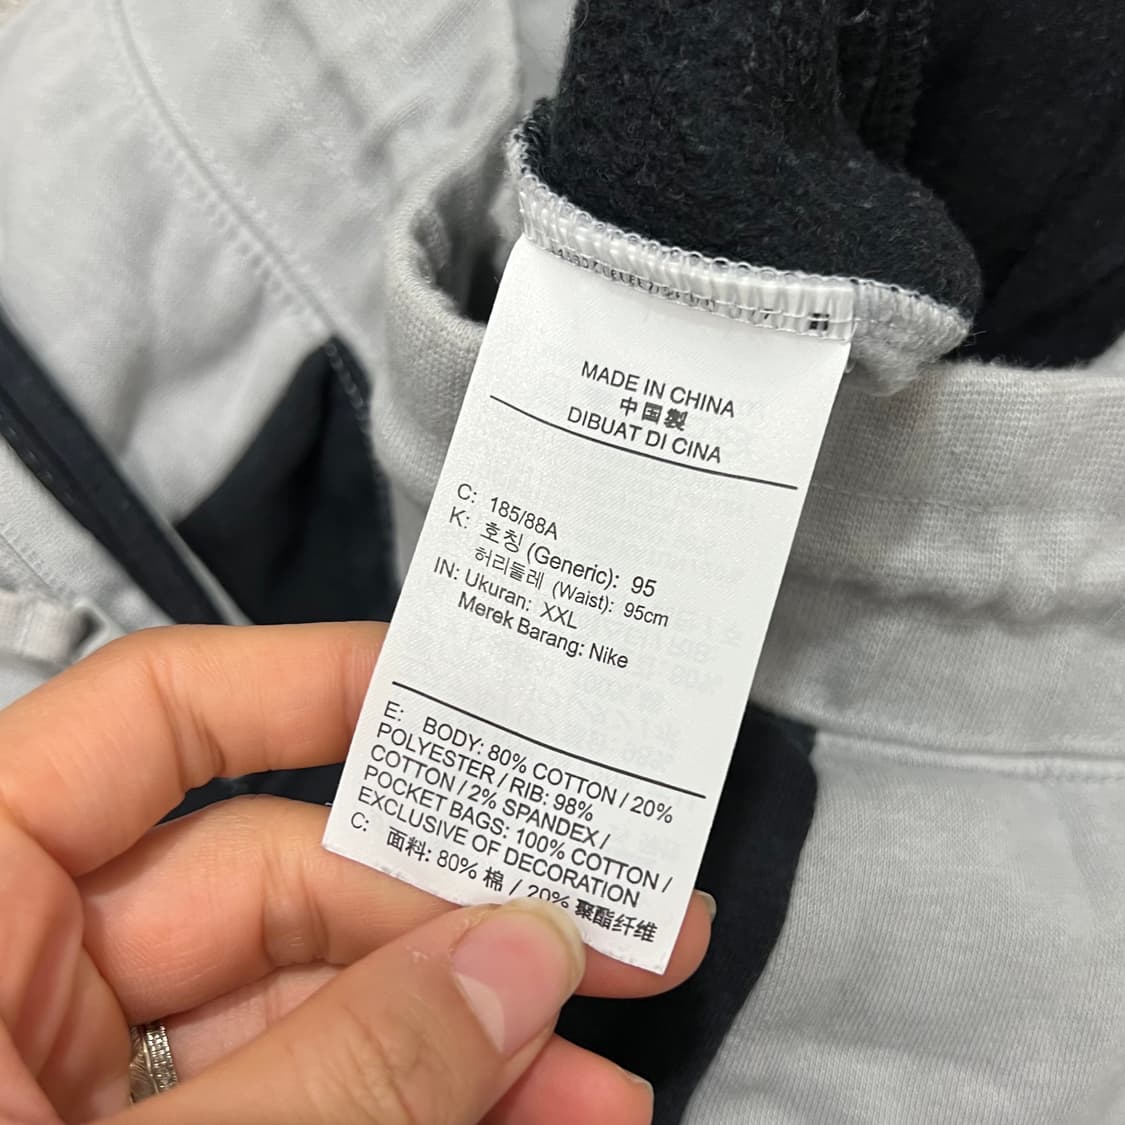 MADE IN CHINA
中国製
DIBUAT DI CINA
C: 185/88A
K: 호칭 (Generic): 95
허리둘레 (Waist): 95cm
IN: Ukuran: XXL
Merek Barang: Nike
E: BODY: 80% COTTON / 20%
POLYESTER / RIB: 98%
COTTON / 2% SPANDEX /
POCKET BAGS: 100% COTTON /
EXCLUSIVE OF DECORATION
C: 面料: 80% 棉 / 20% 聚酯纤维